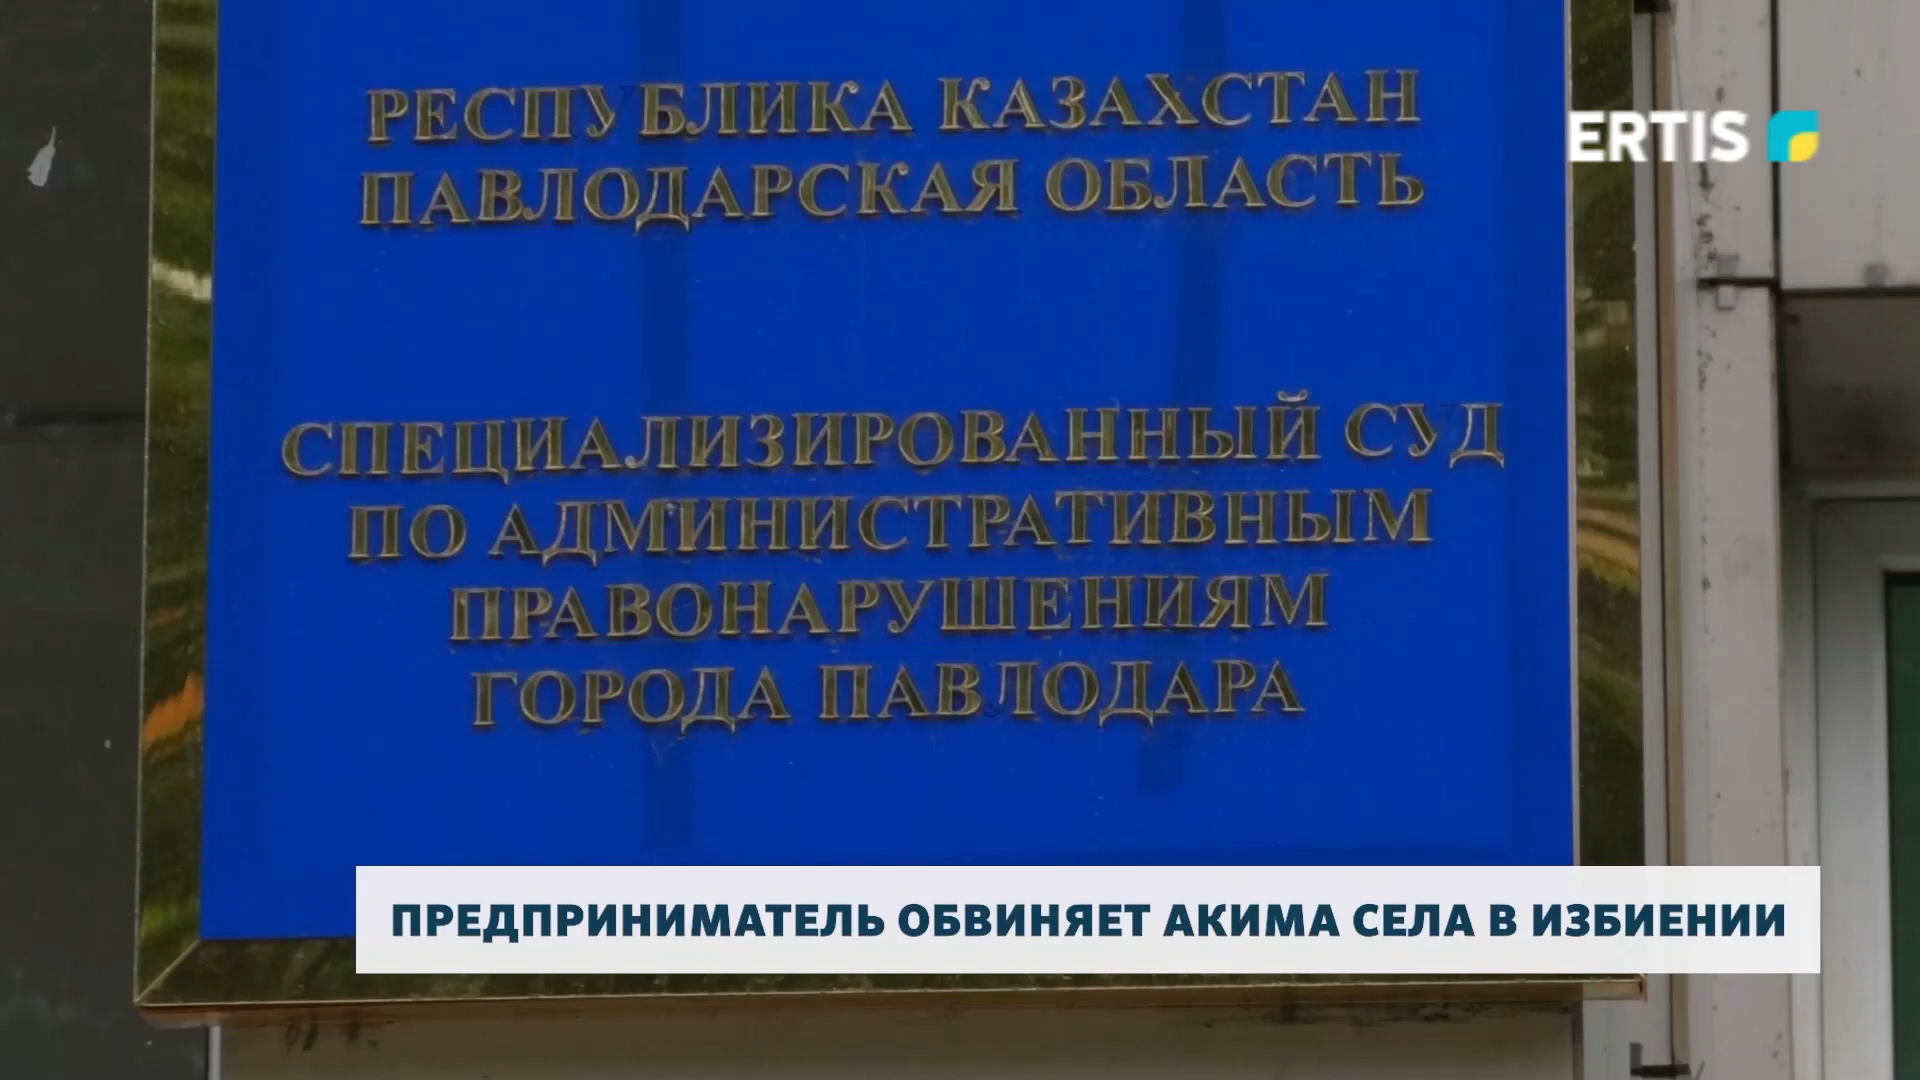 РЕСПУБЛИКА КАЗАХСТАН
ПАВЛОДАРСКАЯ ОБЛАСТЬ
ERTIS
СПЕЦИАЛИЗИРОВАННЫЙ СУД
ПО АДМИНИСТРАТИВНЫМ
ПРАВОНАРУШЕНИЯМ
ГОРОДА ПАВЛОДАРА
ПРЕДПРИНИМАТЕЛЬ ОБВИНЯЕТ АКИМА СЕЛА В ИЗБИЕНИИ